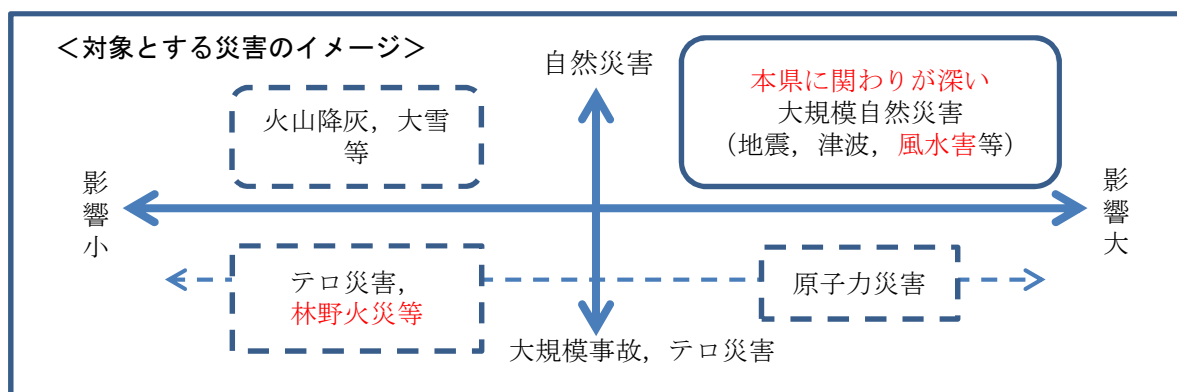 <対象とする災害のイメージ>
自然災害
本県に関わりが深い
大規模自然災害
(地震,津波,風水害等)
火山降灰,大雪
等
影響小
影響大
テロ災害,
林野火災等
原子力災害
大規模事故,テロ災害